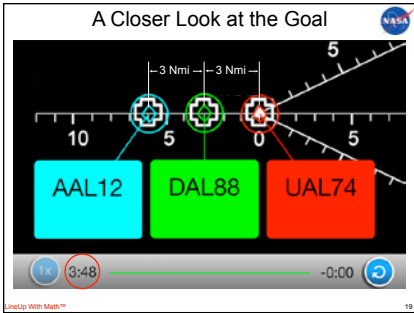 A Closer Look at the Goal
NASA
5
3 Nmi 3 Nmi
10 5 0 5
5
AAL12 DAL88 UAL74
1x 3:48 -0:00
LineUp With Math™ 19